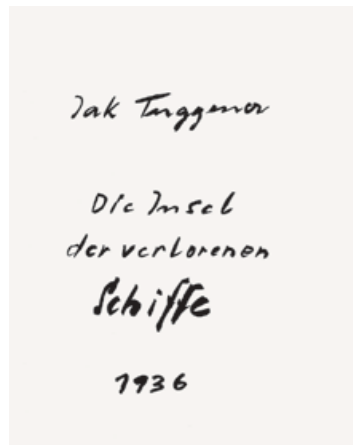 Jak Tuggener
Die Insel
der verlorenen
Schiffe
1936